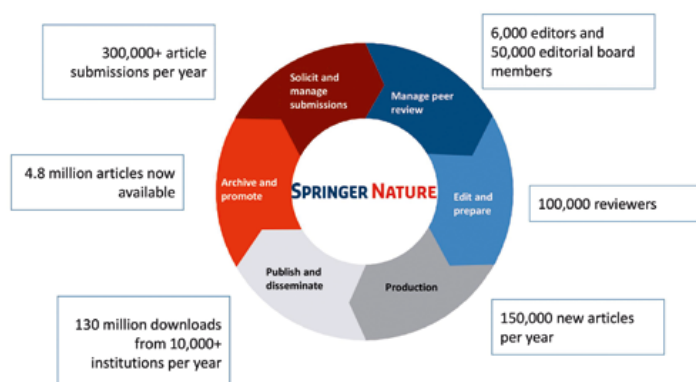 300,000+ article
submissions per year
6,000 editors and
50,000 editorial board
members
Solicit and
manage
submissions
Manage peer
review
4.8 million articles now
available
Archive and
promote
SPRINGER NATURE
Edit and
prepare
100,000 reviewers
Publish and
disseminate
Production
130 million downloads
from 10,000+
institutions per year
150,000 new articles
per year